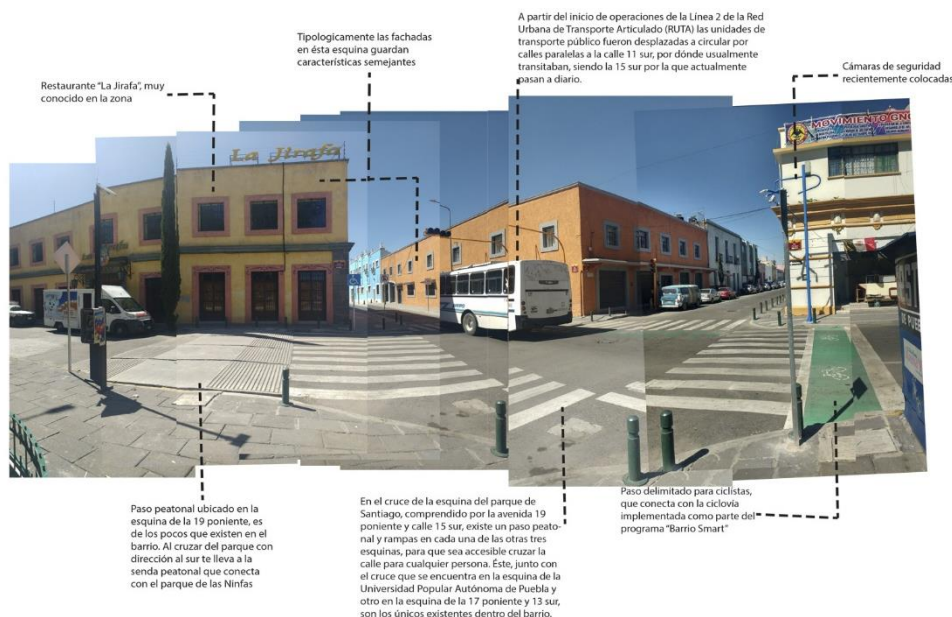 A partir del inicio de operaciones de la Línea 2 de la Red
Urbana de Transporte Articulado (RUTA) las unidades de
transporte público fueron desplazadas a circular por
calles paralelas a la calle 11 sur, por dónde usualmente
transitaban, siendo la 15 sur por la que actualmente
pasan a diario.
Tipologicamente las fachadas
en ésta esquina guardan
características semejantes
Cámaras de seguridad
recientemente colocadas
Restaurante “La Jirafa”, muy
conocido en la zona
La Jirafa
MOVIMIENTO GNO
Paso peatonal ubicado en la
esquina de la 19 poniente, es
de los pocos que existen en el
barrio. Al cruzar del parque con
dirección al sur te lleva a la
senda peatonal que conecta
con el parque de las Ninfas
En el cruce de la esquina del parque de
Santiago, comprendido por la avenida 19
poniente y calle 15 sur, existe un paso peato-
nal y rampas en cada una de las otras tres
esquinas, para que sea accesible cruzar la
calle para cualquier persona. Éste, junto con
el cruce que se encuentra en la esquina de la
Universidad Popular Autónoma de Puebla y
otro en la esquina de la 17 poniente y 13 sur,
son los únicos existentes dentro del barrio.
Paso delimitado para ciclistas,
que conecta con la ciclovía
implementada como parte del
programa “Barrio Smart”